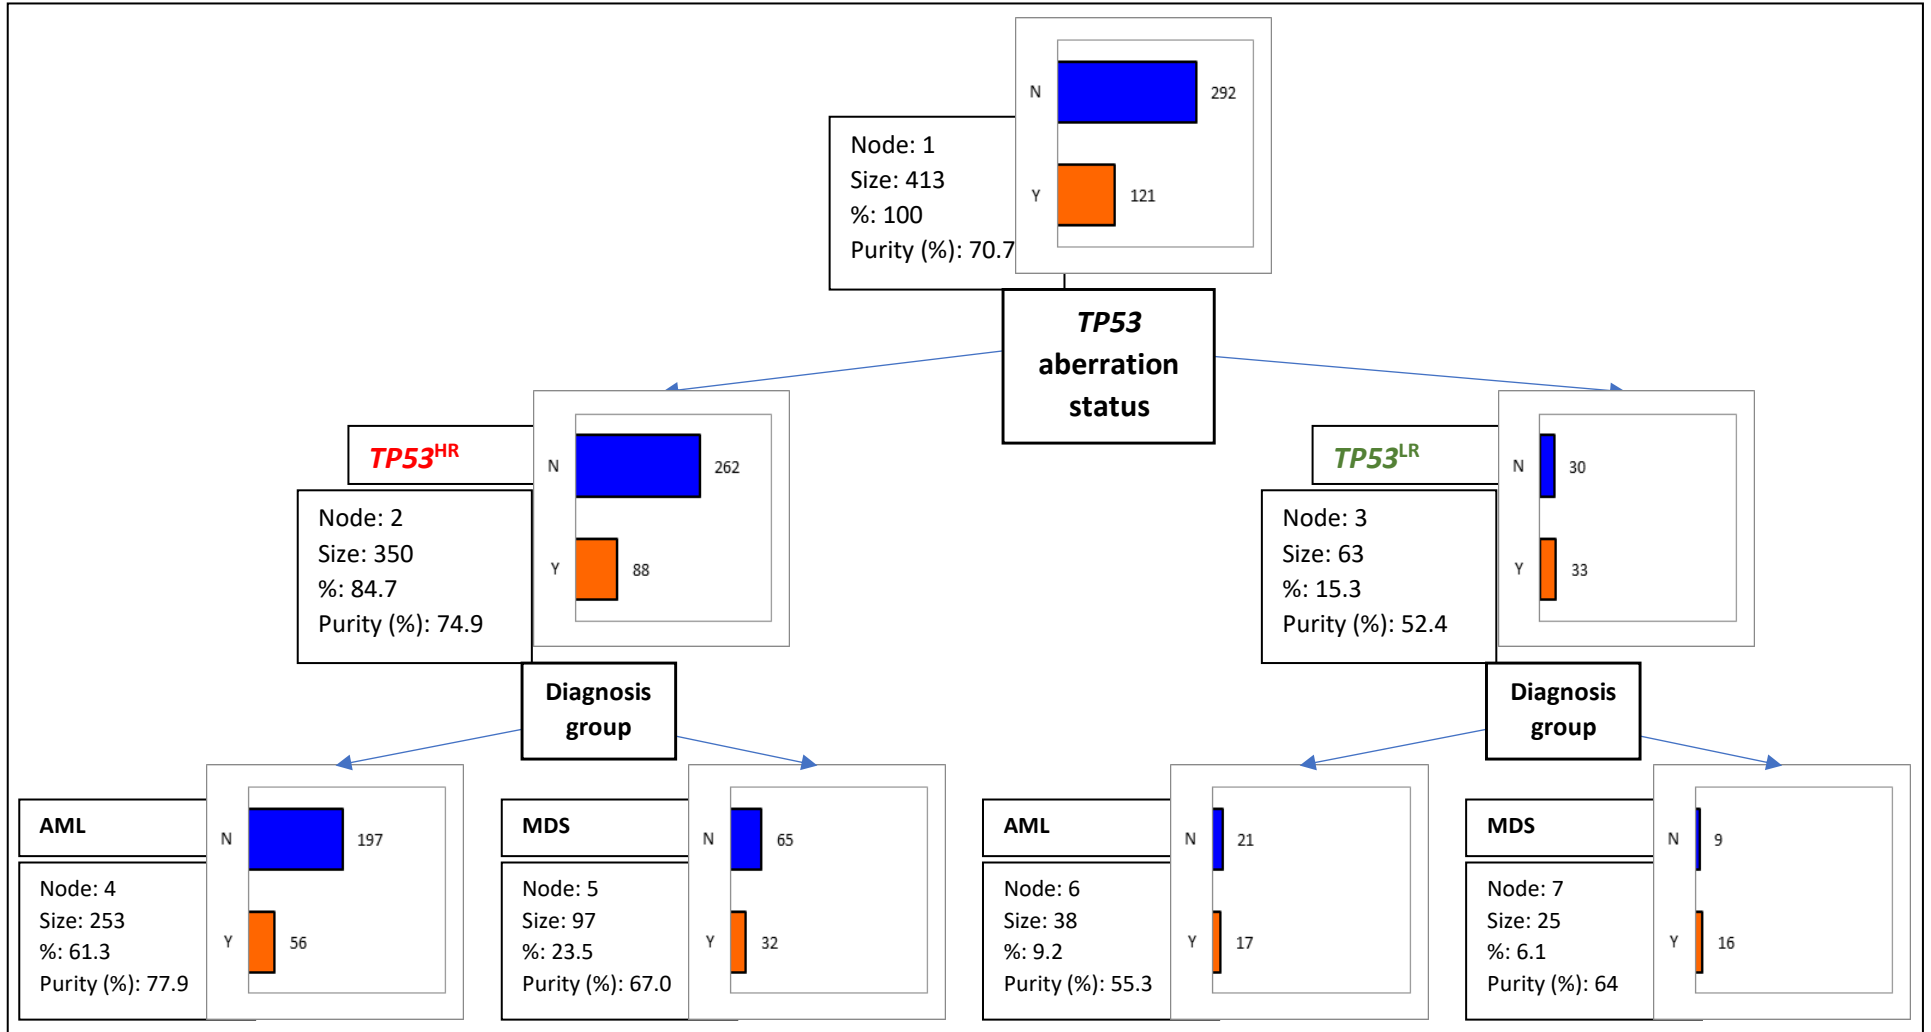 N 292
Y 121
Node: 1
Size: 413
%: 100
Purity (%): 70.7
TP53
aberration
status
TP53HR
N 262
Y 88
Node: 2
Size: 350
%: 84.7
Purity (%): 74.9
TP53LR
N 30
Y 33
Node: 3
Size: 63
%: 15.3
Purity (%): 52.4
Diagnosis
group
Diagnosis
group
AML
N 197
Y 56
Node: 4
Size: 253
%: 61.3
Purity (%): 77.9
MDS
N 65
Y 32
Node: 5
Size: 97
%: 23.5
Purity (%): 67.0
AML
N 21
Y 17
Node: 6
Size: 38
%: 9.2
Purity (%): 55.3
MDS
N 9
Y 16
Node: 7
Size: 25
%: 6.1
Purity (%): 64